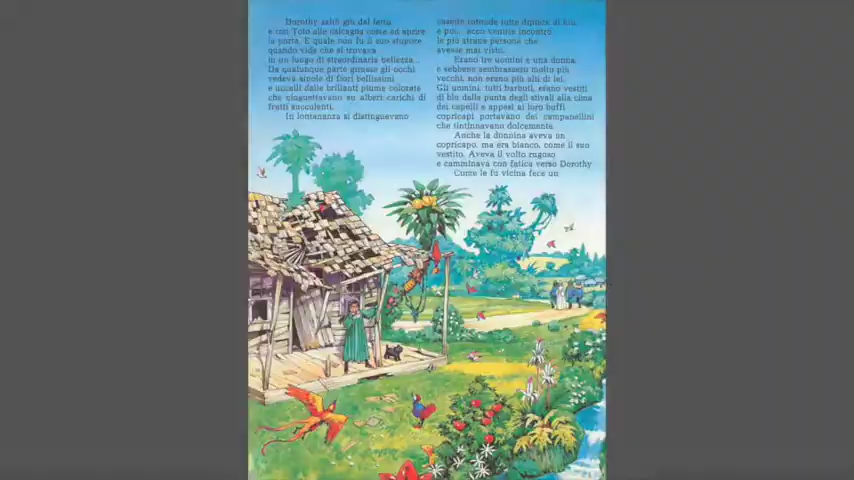 Dorothy saltò giù dal letto
e con Toto alle calcagna corse ad aprire
la porta. E quale non fu il suo stupore
quando vide che si trovava
in un luogo di straordinaria bellezza...
Da qualunque parte girasse gli occhi
vedeva aiuole di fiori bellissimi
e uccelli dalle brillanti piume colorate
che cinguettavano su alberi carichi di
frutti succulenti.
In lontananza si distinguevano
casette rotonde tutte dipinte di blu,
e poi... ecco venirle incontro
le più strane persone che
avesse mai visto.
Erano tre uomini e una donna,
e sebbene sembrassero molto più
vecchi, non erano più alti di lei.
Gli uomini, tutti barbuti, erano vestiti
di blu dalla punta degli stivali alla cima
dei capelli e appesi ai loro buffi
copricapi portavano dei campanellini
che tintinnavano dolcemente.
Anche la donnina aveva un
copricapo, ma era bianco, come il suo
vestito. Aveva il volto rugoso
e camminava con fatica verso Dorothy
Come le fu vicina fece un